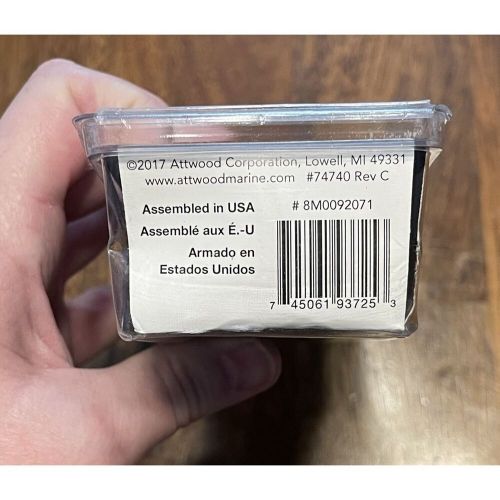 ©2017 Attwood Corporation, Lowell, MI 49331
www.attwoodmarine.com #74740 Rev C
Assembled in USA # 8M0092071
Assemblé aux É.-U
Armado en
Estados Unidos
7 45061 93725 3